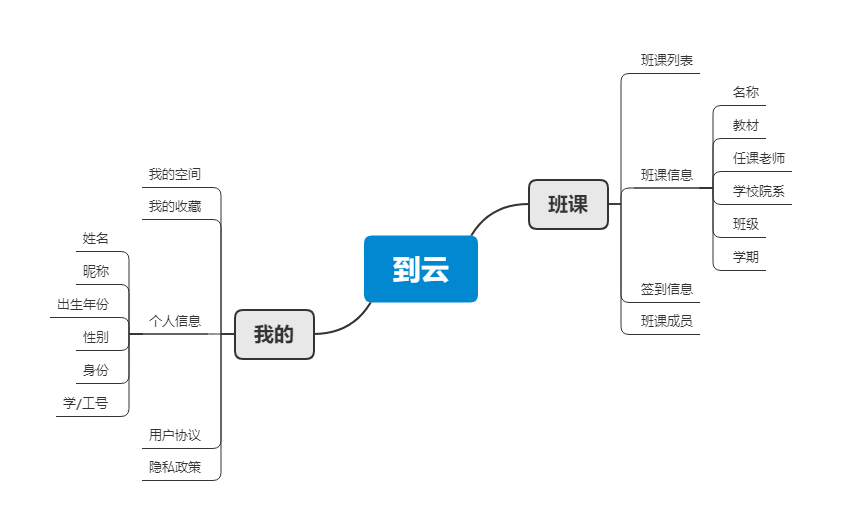 到云
班课
班课列表
班课信息
名称
教材
任课老师
学校院系
班级
学期
签到信息
班课成员
我的
我的空间
我的收藏
个人信息
姓名
昵称
出生年份
性别
身份
学/工号
用户协议
隐私政策